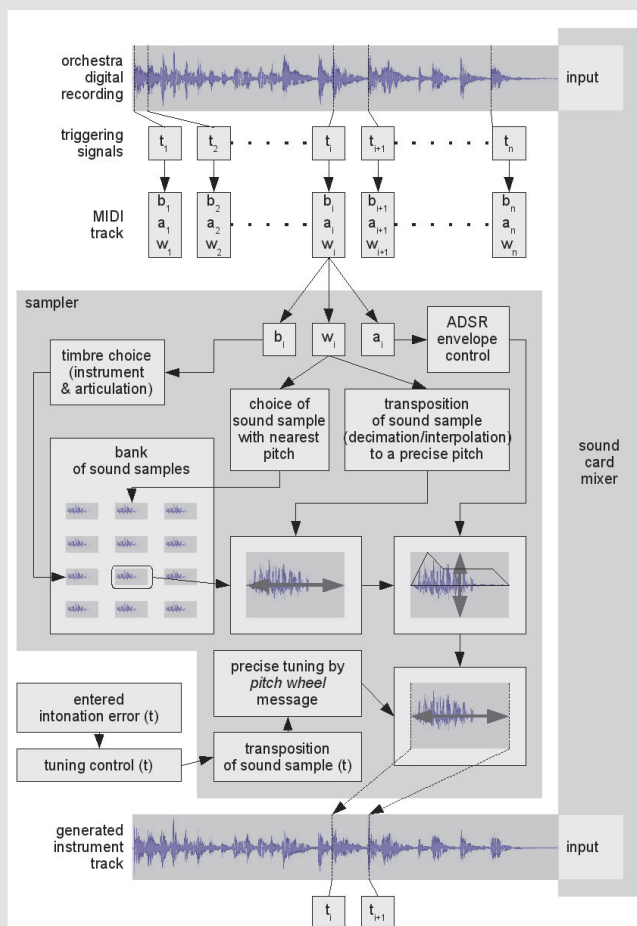 orchestra
digital
recording
input
triggering
signals
t1 t2 . . . . . . ti ti+1 . . . . . . tn
MIDI
track
b1 b2 bi bi+1 bn
a1 a2 . . . . . . ai ai+1 . . . . . . an
w1 w2 wi wi+1 wn
sampler
bi wi ai
ADSR
envelope
control
timbre choice
(instrument
& articulation)
choice of
sound sample
with nearest
pitch
transposition
of sound sample
(decimation/interpolation)
to a precise pitch
sound
card
mixer
bank
of sound samples
precise tuning by
pitch wheel
message
entered
intonation error (t)
tuning control (t)
transposition
of sound sample (t)
generated
instrument
track
input
ti ti+1